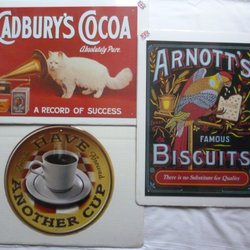 CADBURY'S COCOA
Absolutely Pure.
A RECORD OF SUCCESS
ARNOTT'S
FAMOUS
BISCUITS
There is no Substitute for Quality
HAVE
ANOTHER CUP